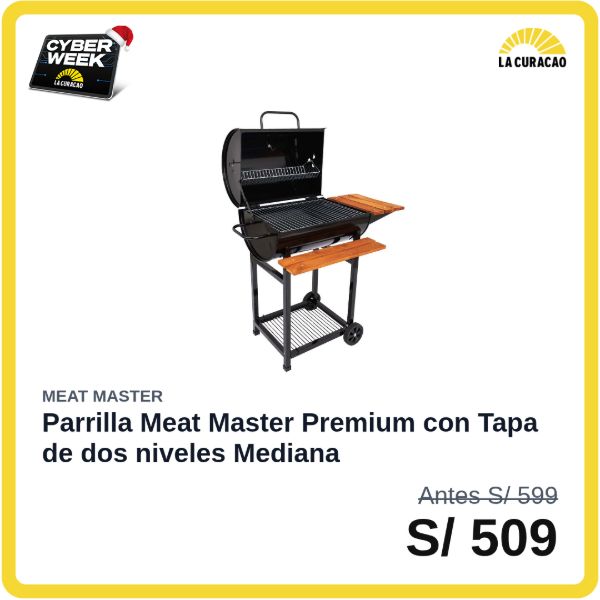 CYBER
WEEK
LA CURACAO
LA CURACAO
MEAT MASTER
Parrilla Meat Master Premium con Tapa
de dos niveles Mediana
Antes S/ 599
S/ 509